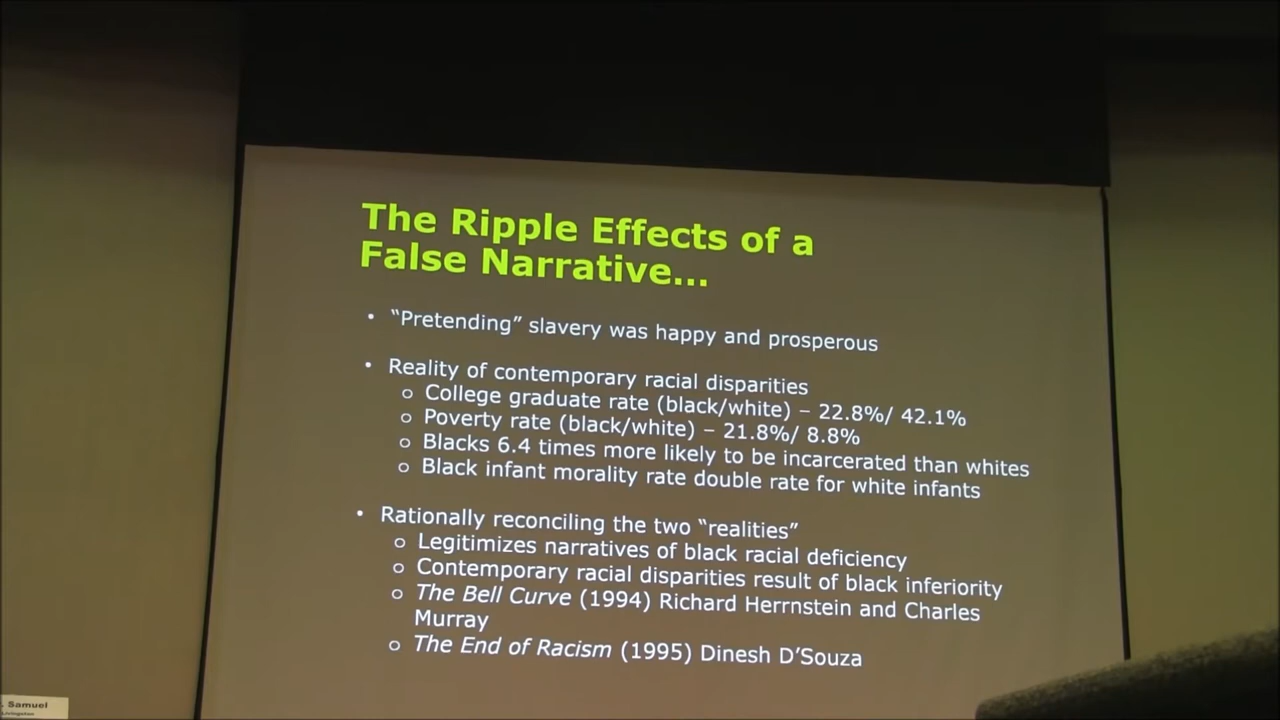 The Ripple Effects of a
False Narrative...
• “Pretending” slavery was happy and prosperous
• Reality of contemporary racial disparities
o College graduate rate (black/white) – 22.8%/ 42.1%
o Poverty rate (black/white) – 21.8%/ 8.8%
o Blacks 6.4 times more likely to be incarcerated than whites
o Black infant morality rate double rate for white infants
• Rationally reconciling the two “realities”
o Legitimizes narratives of black racial deficiency
o Contemporary racial disparities result of black inferiority
o The Bell Curve (1994) Richard Herrnstein and Charles
Murray
o The End of Racism (1995) Dinesh D’Souza
. Samuel
Livingston